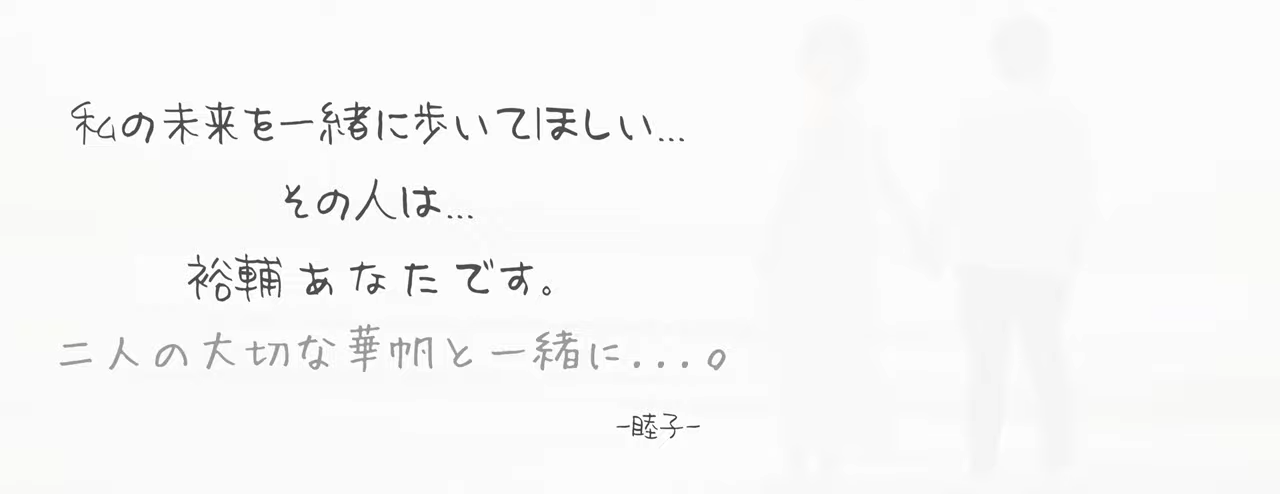 私の未来を一緒に歩いてほしい...
その人は...
裕輔あなたです。
二人の大切な華帆と一緒に...。
-睦子-